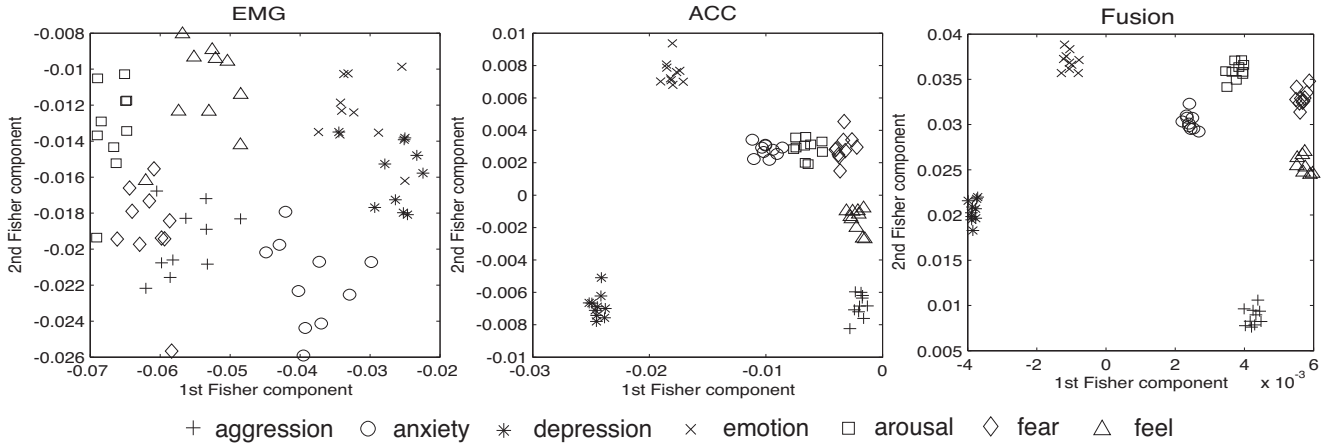 EMG
-0.008
-0.01
-0.012
-0.014
-0.016
-0.018
-0.02
-0.022
-0.024
-0.026
2nd Fisher component
-0.07 -0.06 -0.05 -0.04 -0.03 -0.02
1st Fisher component
ACC
0.01
0.008
0.006
0.004
0.002
0
-0.002
-0.004
-0.006
-0.008
-0.01
2nd Fisher component
-0.03 -0.02 -0.01 0
1st Fisher component
Fusion
0.04
0.035
0.03
0.025
0.02
0.015
0.01
0.005
2nd Fisher component
-4 -2 0 2 4 6
1st Fisher component x 10⁻³
aggression anxiety depression emotion arousal fear feel